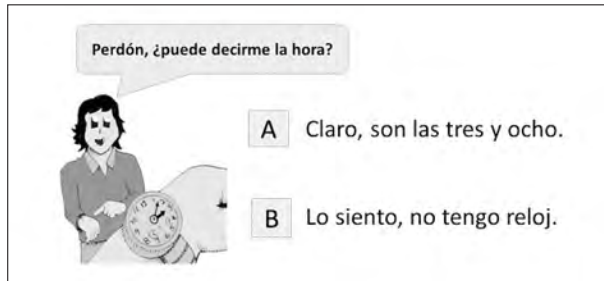 Perdón, ¿puede decirme la hora?
A Claro, son las tres y ocho.
B Lo siento, no tengo reloj.